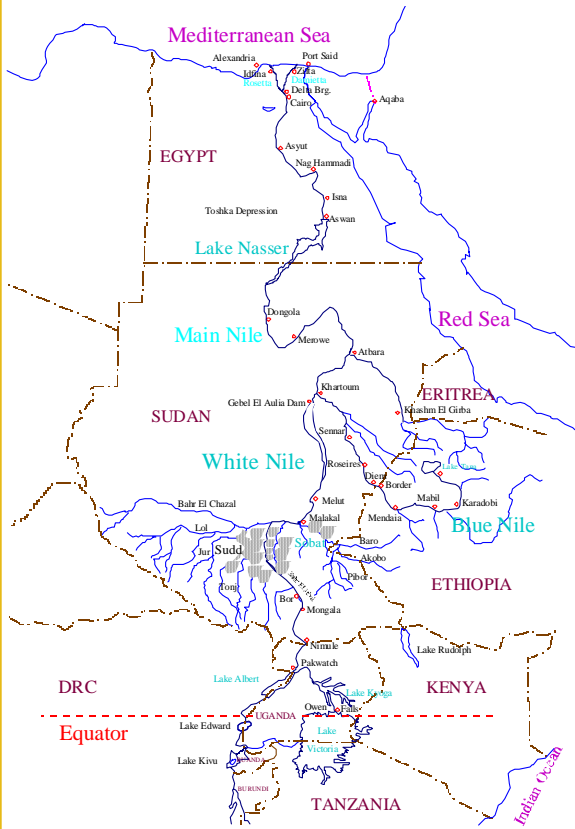 Mediterranean Sea
Alexandria
Port Said
Idfina
Zifta
Rosetta
Damietta
Delta Brg.
Cairo
Aqaba
EGYPT
Asyut
Nag Hammadi
Isna
Toshka Depression
Aswan
Lake Nasser
Dongola
Red Sea
Main Nile
Merowe
Atbara
Khartoum
ERITREA
Gebel El Aulia Dam
Khashm El Girba
SUDAN
Sennar
White Nile
Roseires
Lake Tana
Diem
Border
Melut
Mabil
Karadobi
Bahr El Chazal
Mendaia
Malakal
Blue Nile
Lol
Sobat
Jur
Sudd
Baro
Akobo
Pibor
Tonj
ETHIOPIA
Bor
Mongala
Nimule
Lake Rudolph
Pakwatch
Lake Albert
DRC
Lake Kyoga
KENYA
Owen
Falls
UGANDA
Lake Edward
Equator
Lake
Victoria
Lake Kivu
BURUNDI
TANZANIA
Indian Ocean